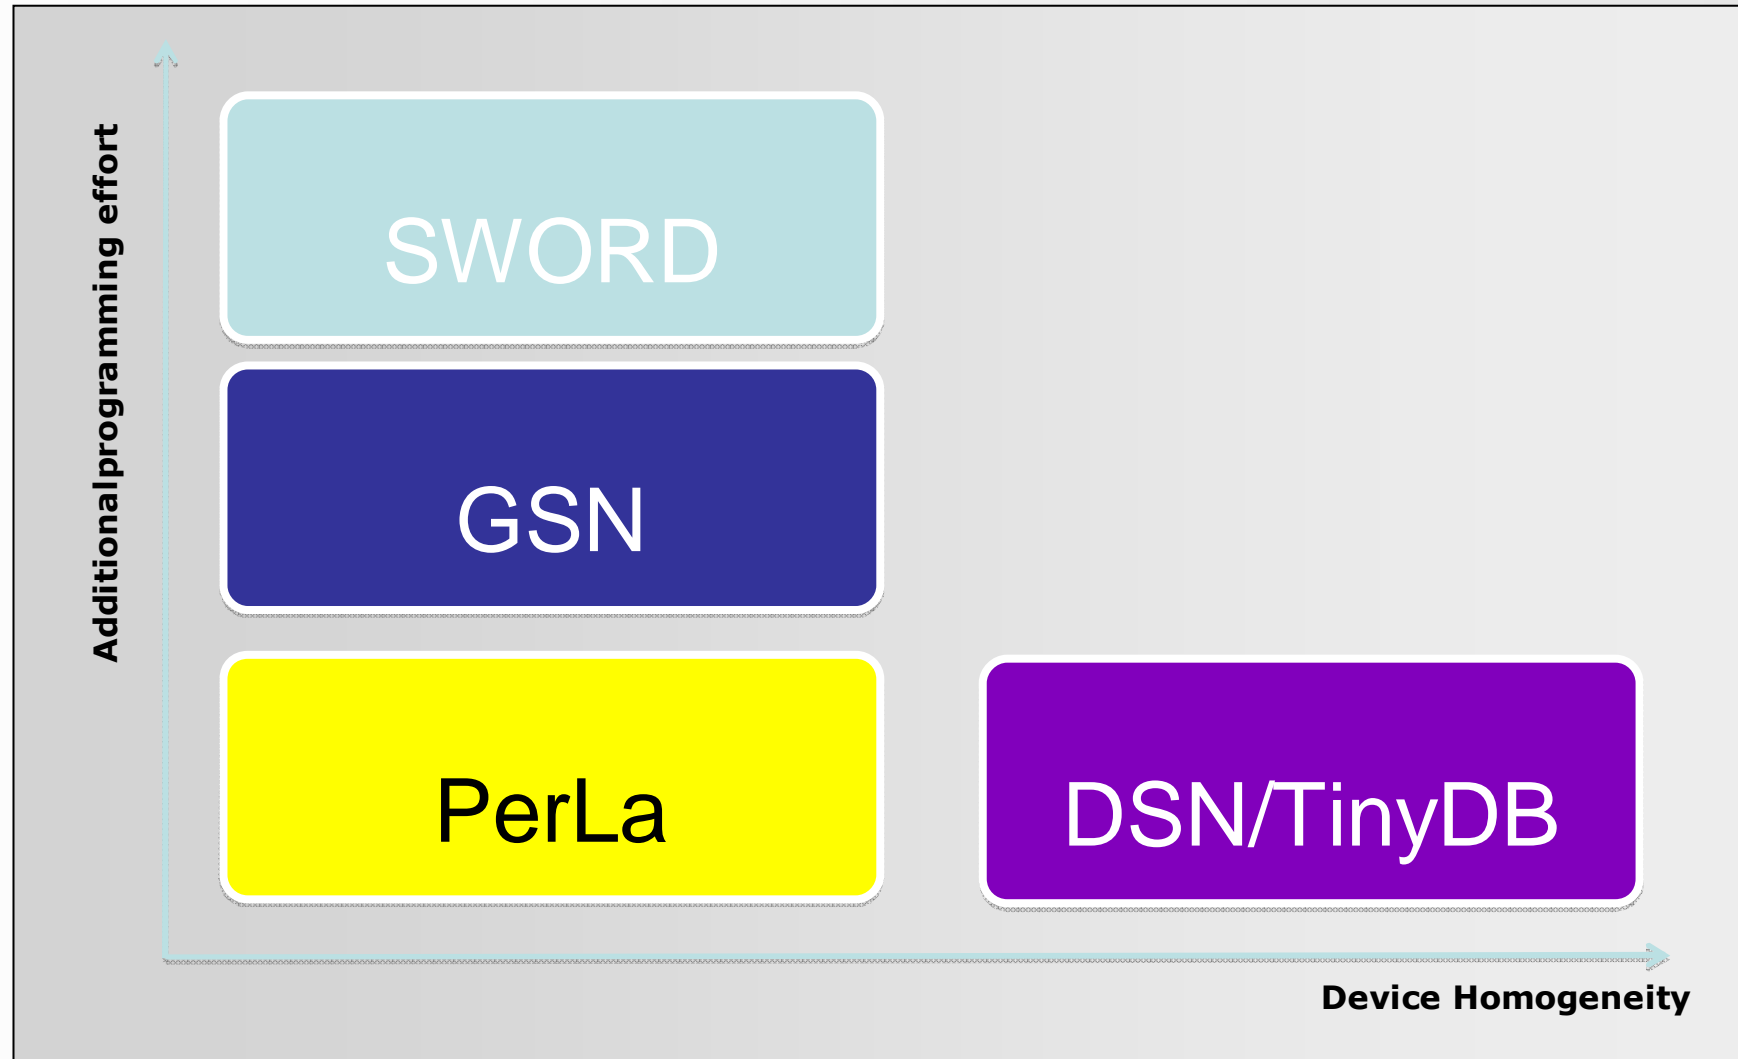 Additionalprogramming effort
SWORD
GSN
PerLa
DSN/TinyDB
Device Homogeneity